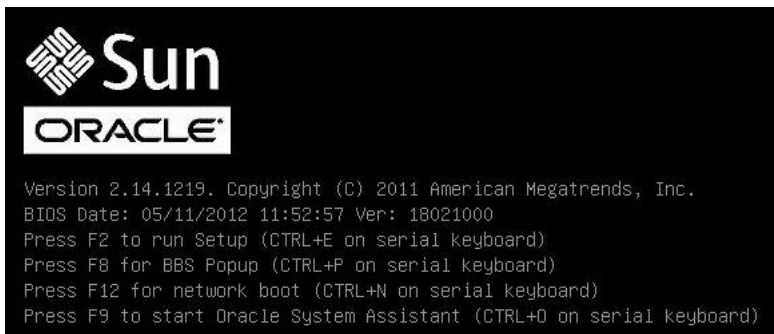 Sun
ORACLE
Version 2.14.1219. Copyright (C) 2011 American Megatrends, Inc.
BIOS Date: 05/11/2012 11:52:57 Ver: 18021000
Press F2 to run Setup (CTRL+E on serial keyboard)
Press F8 for BBS Popup (CTRL+P on serial keyboard)
Press F12 for network boot (CTRL+N on serial keyboard)
Press F9 to start Oracle System Assistant (CTRL+O on serial keyboard)